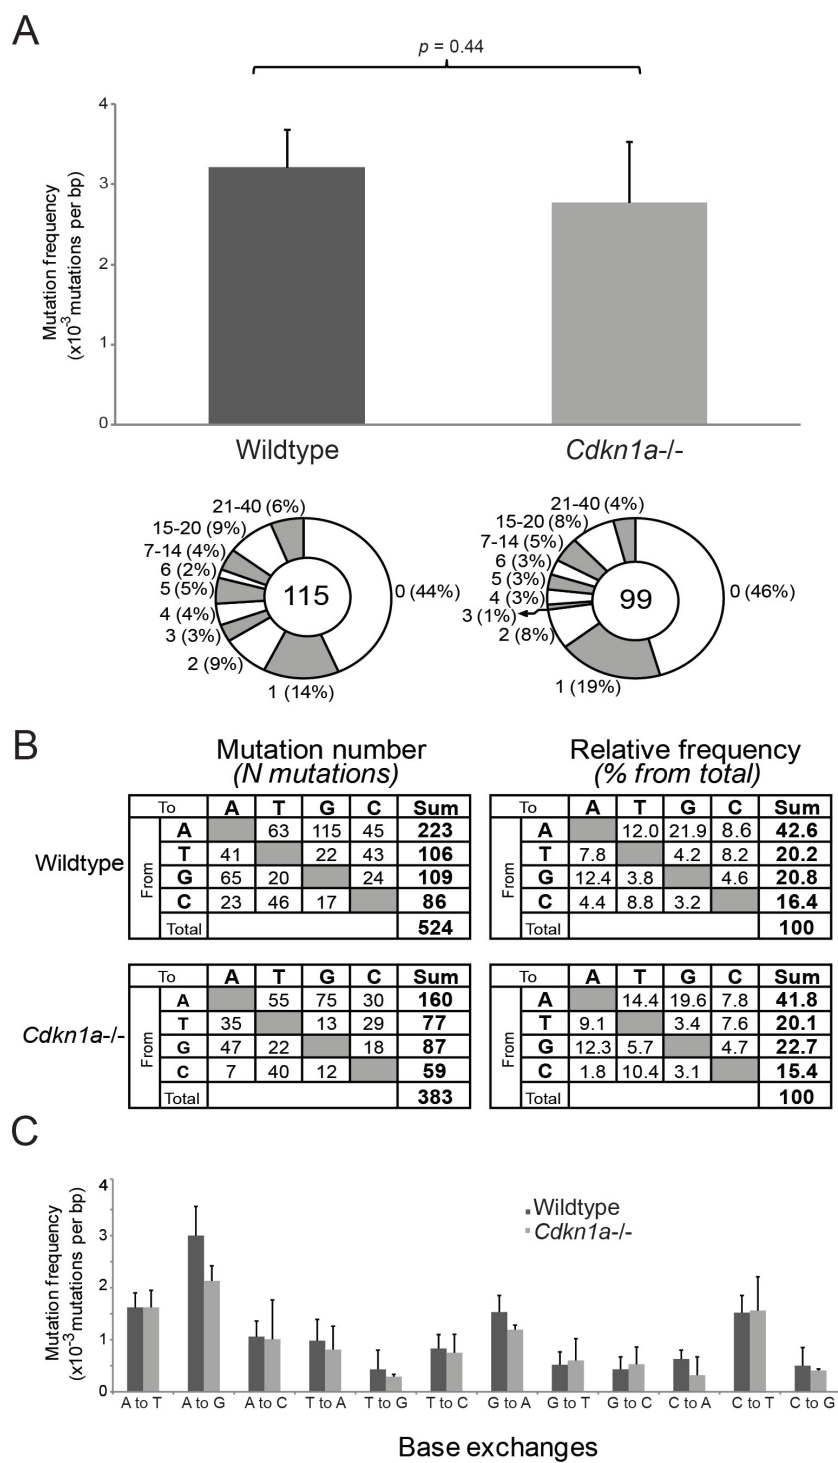 A
p = 0.44
Mutation frequency
(x10-3 mutations per bp)
4
3
2
1
0
Wildtype
Cdkn1a-/-
21-40 (6%)
15-20 (9%)
7-14 (4%)
6 (2%)
5 (5%)
4 (4%)
3 (3%)
2 (9%)
1 (14%)
0 (44%)
115
21-40 (4%)
15-20 (8%)
7-14 (5%)
6 (3%)
5 (3%)
4 (3%)
3 (1%)
2 (8%)
1 (19%)
0 (46%)
99
B
Mutation number
(N mutations)
Relative frequency
(% from total)
Wildtype
To A T G C Sum
From
A 63 115 45 223
T 41 22 43 106
G 65 20 24 109
C 23 46 17 86
Total 524
To A T G C Sum
From
A 12.0 21.9 8.6 42.6
T 7.8 4.2 8.2 20.2
G 12.4 3.8 4.6 20.8
C 4.4 8.8 3.2 16.4
Total 100
Cdkn1a-/-
To A T G C Sum
From
A 55 75 30 160
T 35 13 29 77
G 47 22 18 87
C 7 40 12 59
Total 383
To A T G C Sum
From
A 14.4 19.6 7.8 41.8
T 9.1 3.4 7.6 20.1
G 12.3 5.7 4.7 22.7
C 1.8 10.4 3.1 15.4
Total 100
C
Mutation frequency
(x10-3 mutations per bp)
4
3
2
1
0
Wildtype
Cdkn1a-/-
A to T A to G A to C T to A T to G T to C G to A G to T G to C C to A C to T C to G
Base exchanges